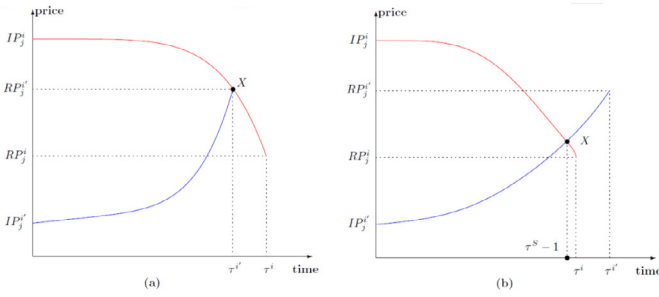 price
IP_j^i
RP_j^{i'}
X
RP_j^i
IP_j^{i'}
τ^{i'} τ^i time
(a)
price
IP_j^i
RP_j^{i'}
X
RP_j^i
IP_j^{i'}
τ^S − 1
τ^i τ^{i'} time
(b)